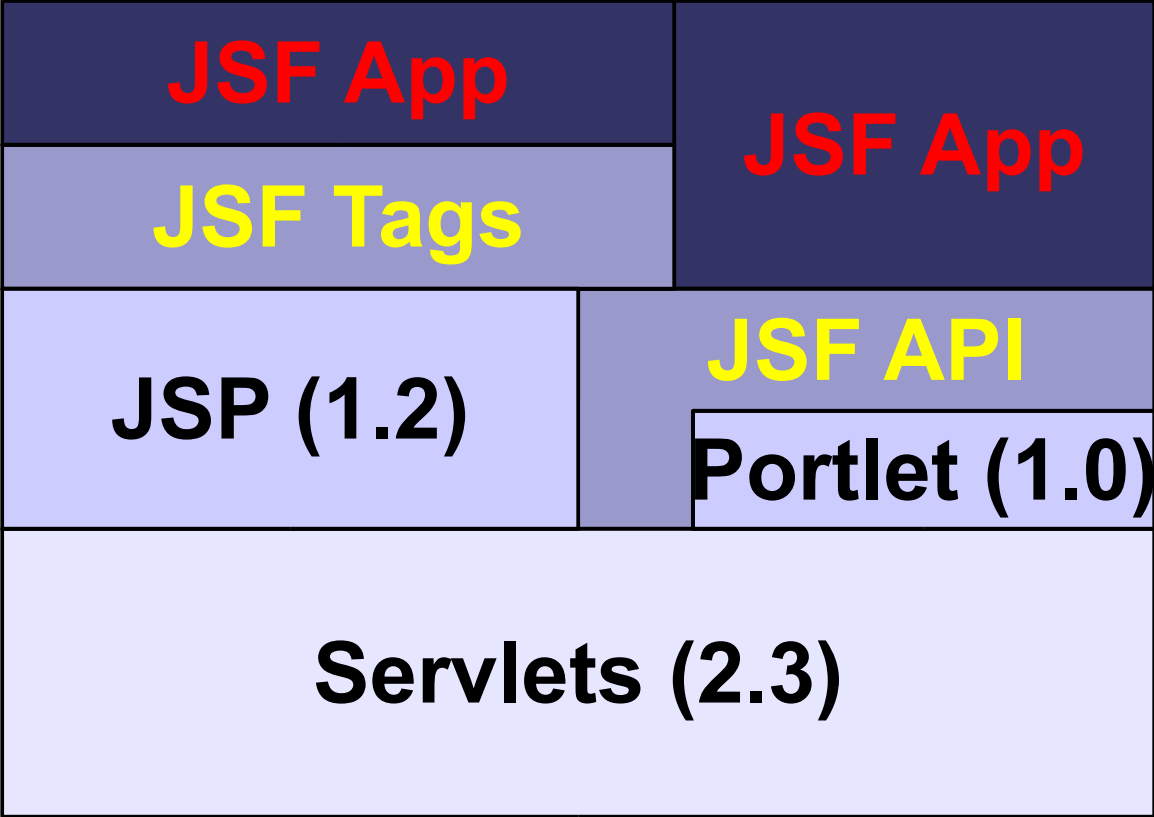 JSF App
JSF App
JSF Tags
JSF API
JSP (1.2)
Portlet (1.0)
Servlets (2.3)